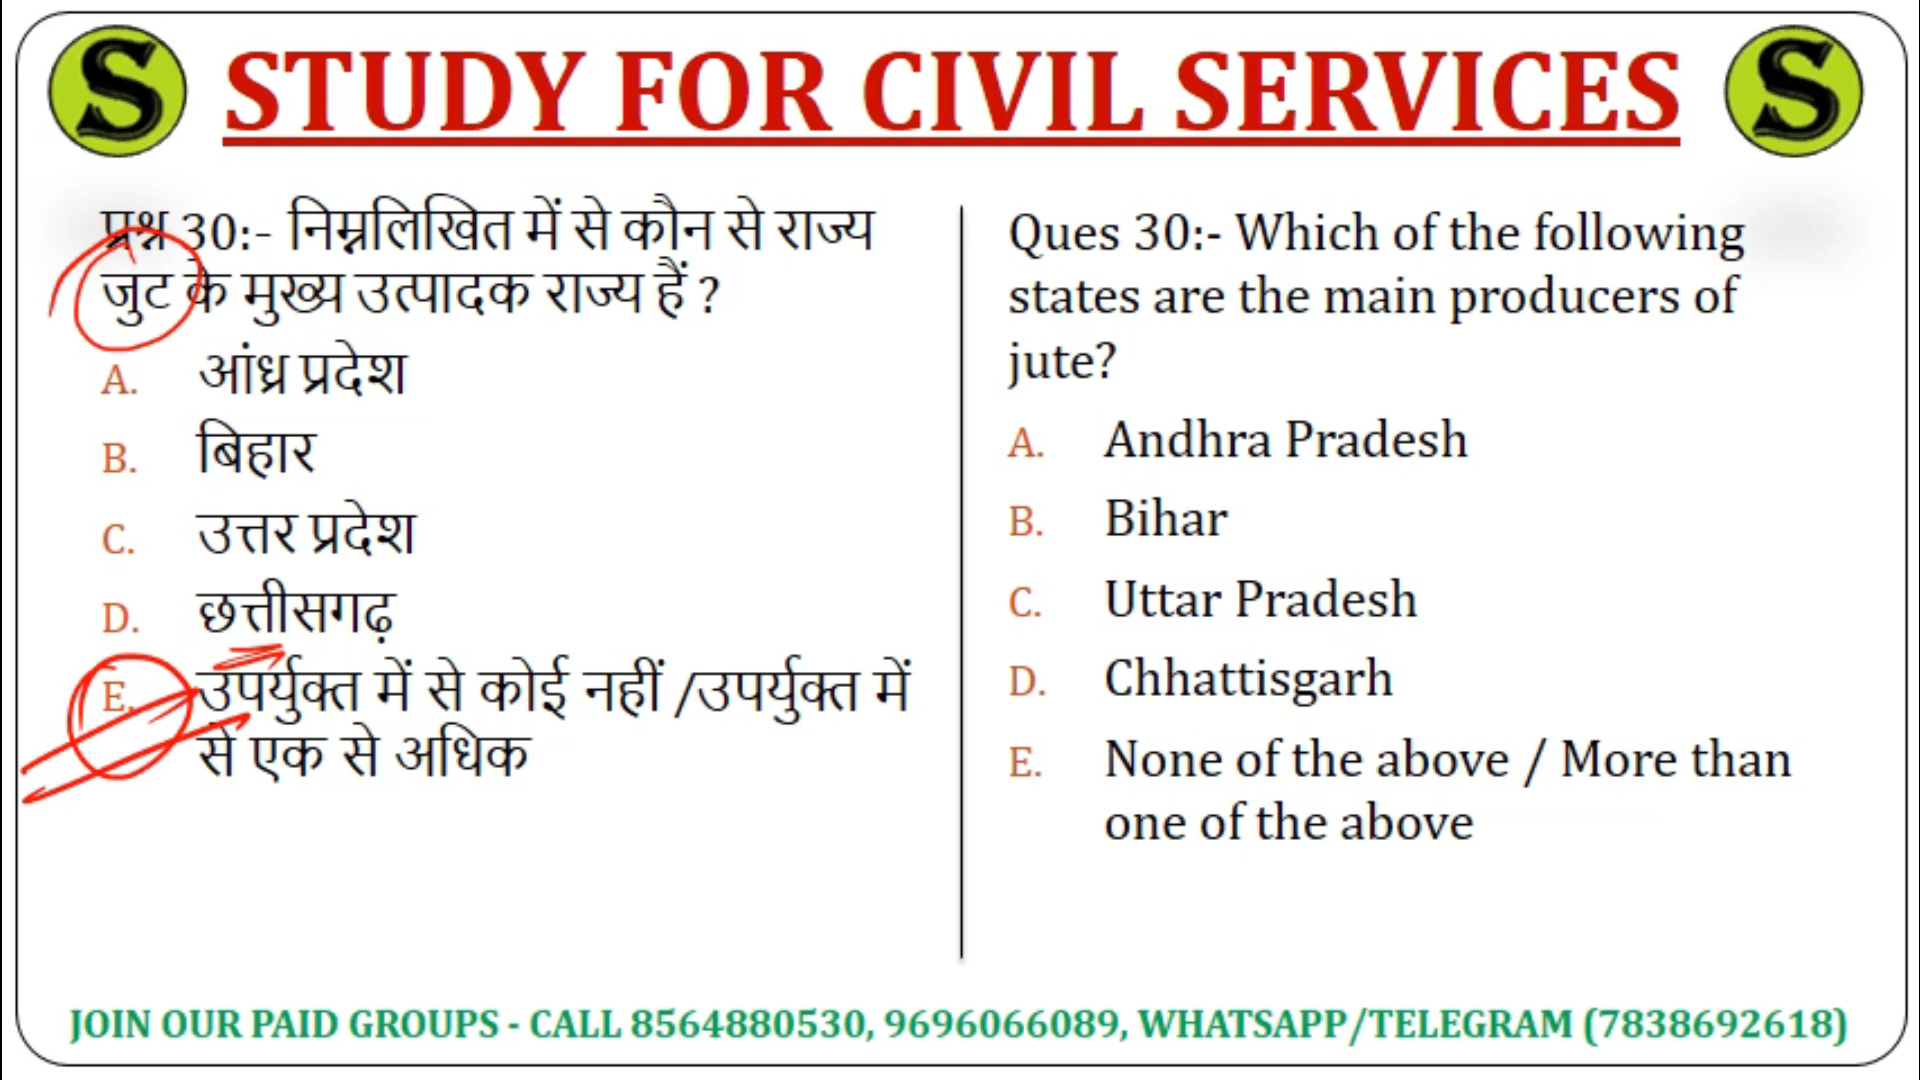 S STUDY FOR CIVIL SERVICES S
प्रश्न 30:- निम्नलिखित में से कौन से राज्य
जुट के मुख्य उत्पादक राज्य हैं ?
A. आंध्र प्रदेश
B. बिहार
C. उत्तर प्रदेश
D. छत्तीसगढ़
E. उपर्युक्त में से कोई नहीं /उपर्युक्त में
से एक से अधिक
Ques 30:- Which of the following
states are the main producers of
jute?
A. Andhra Pradesh
B. Bihar
C. Uttar Pradesh
D. Chhattisgarh
E. None of the above / More than
one of the above
JOIN OUR PAID GROUPS - CALL 8564880530, 9696066089, WHATSAPP/TELEGRAM (7838692618)